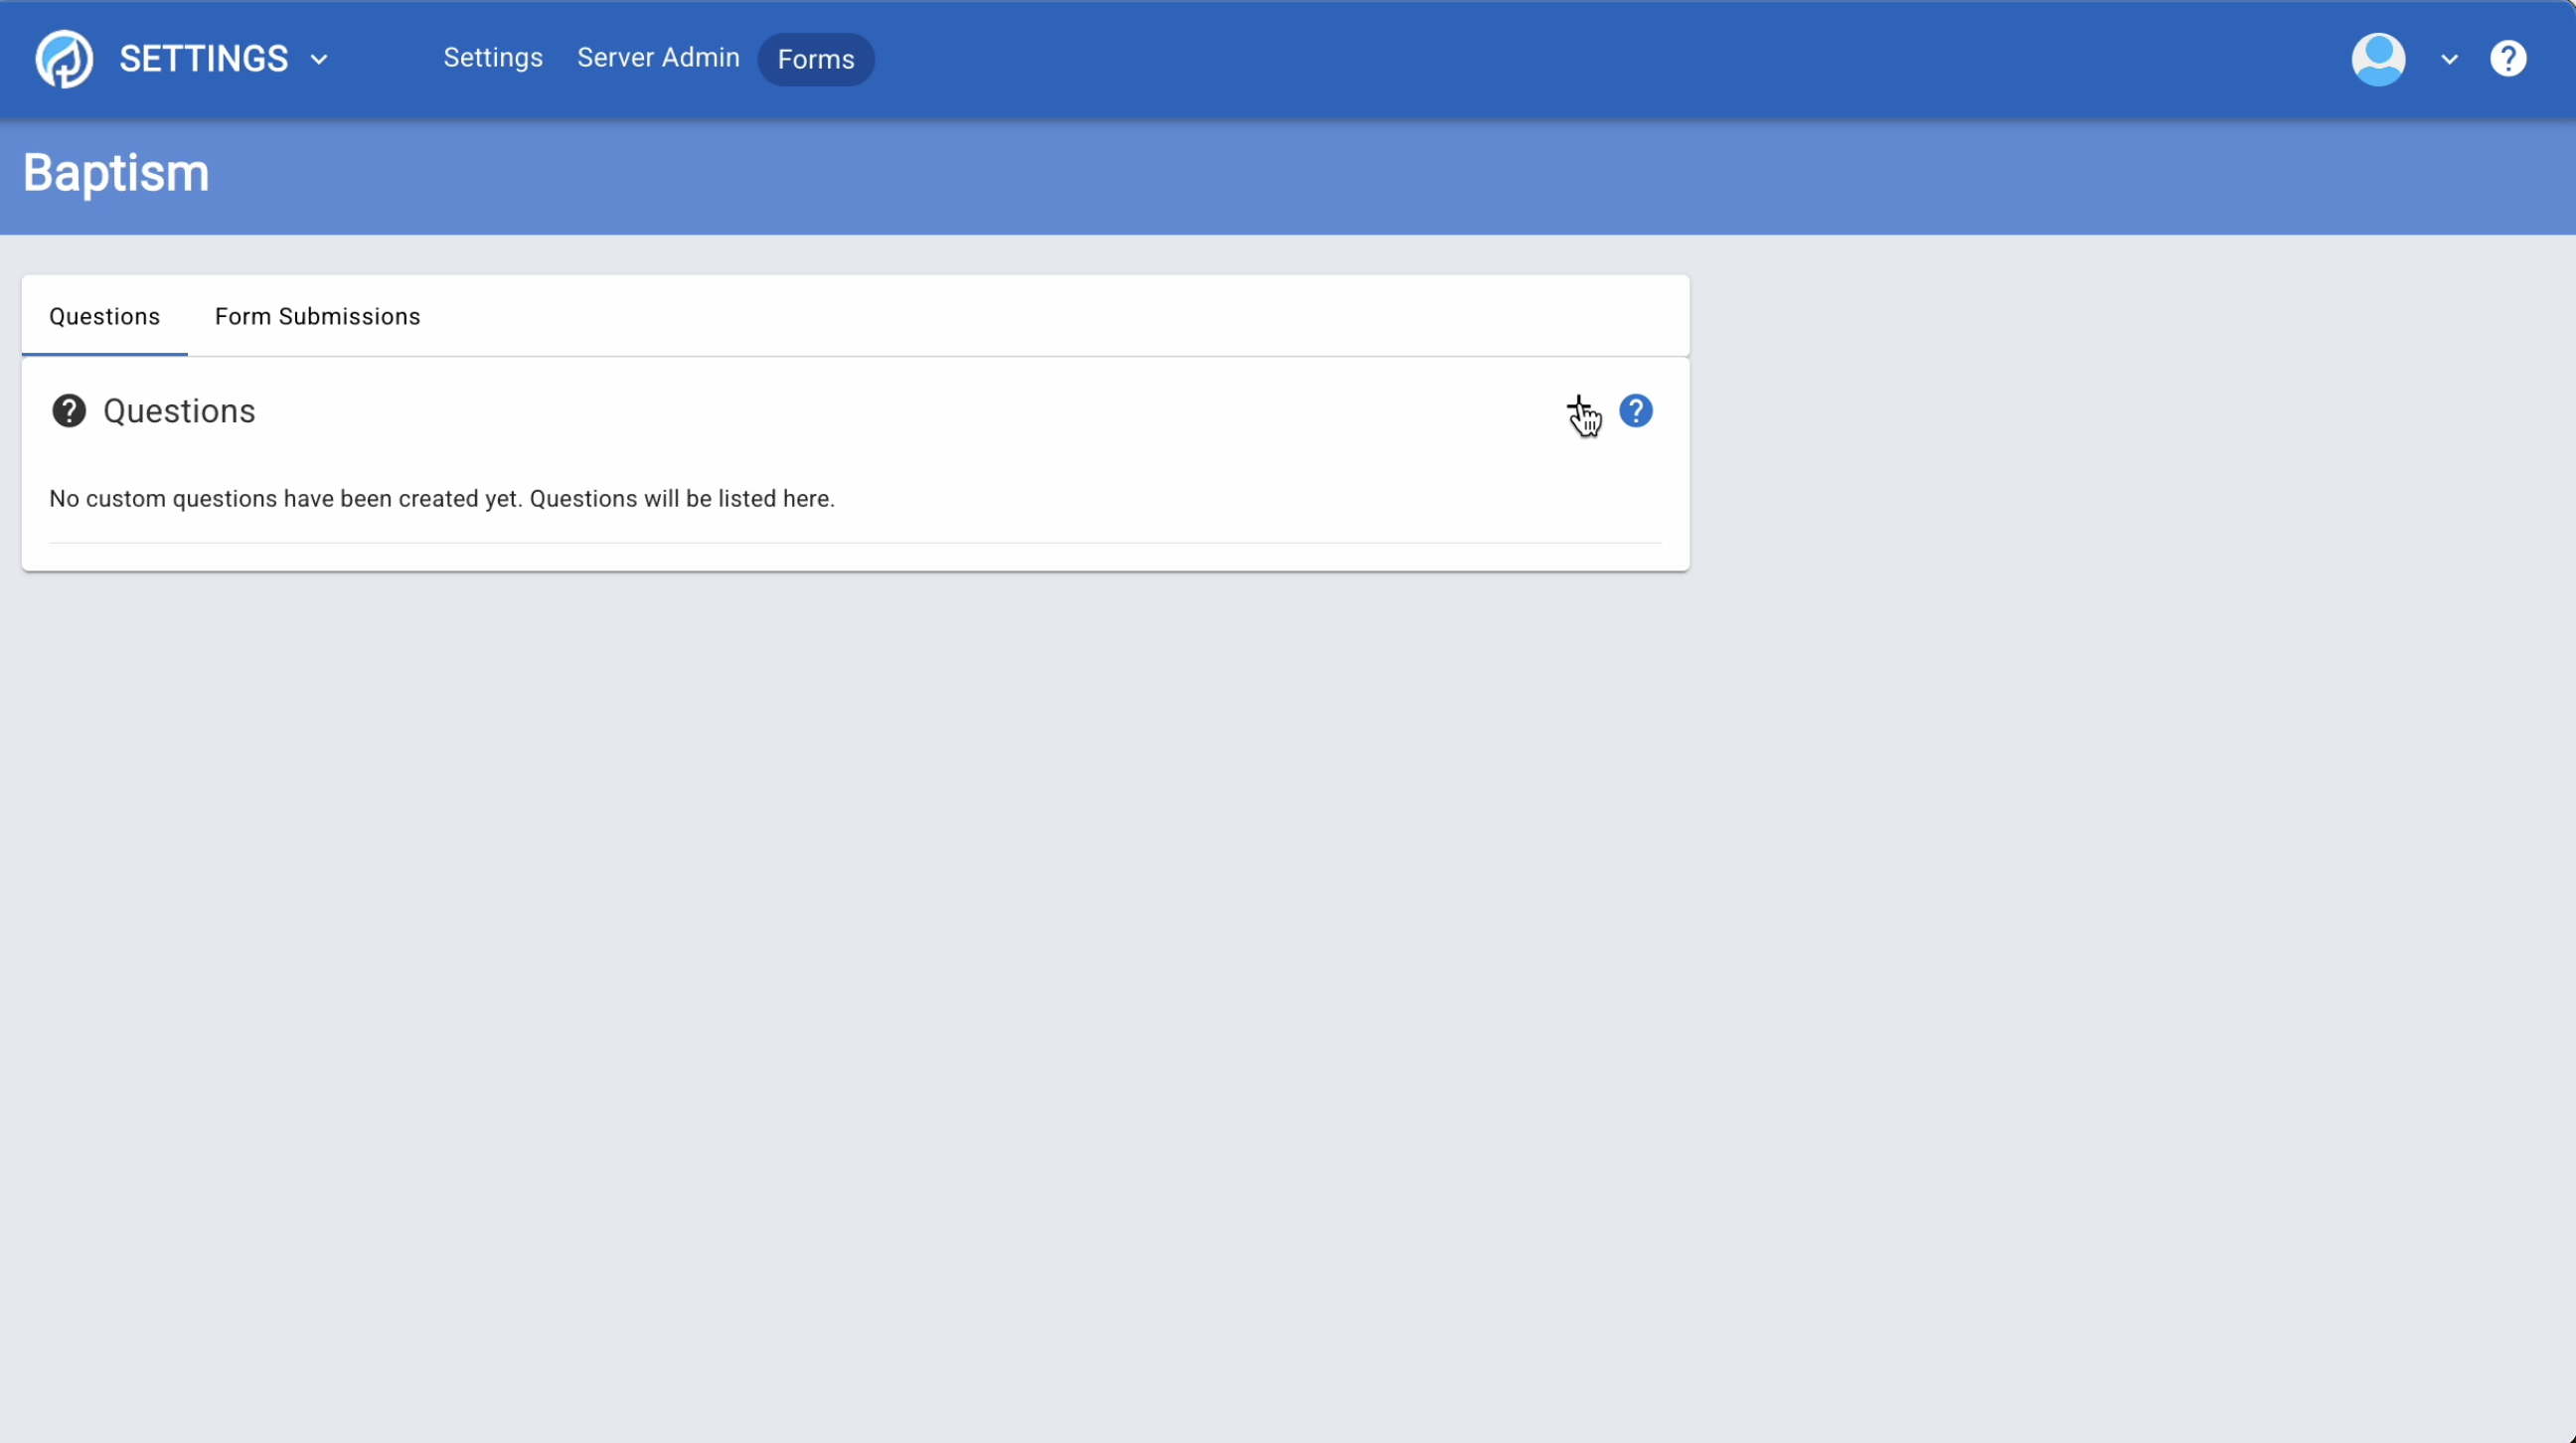 SETTINGS
Settings Server Admin Forms
Baptism
Questions Form Submissions
Questions
No custom questions have been created yet. Questions will be listed here.